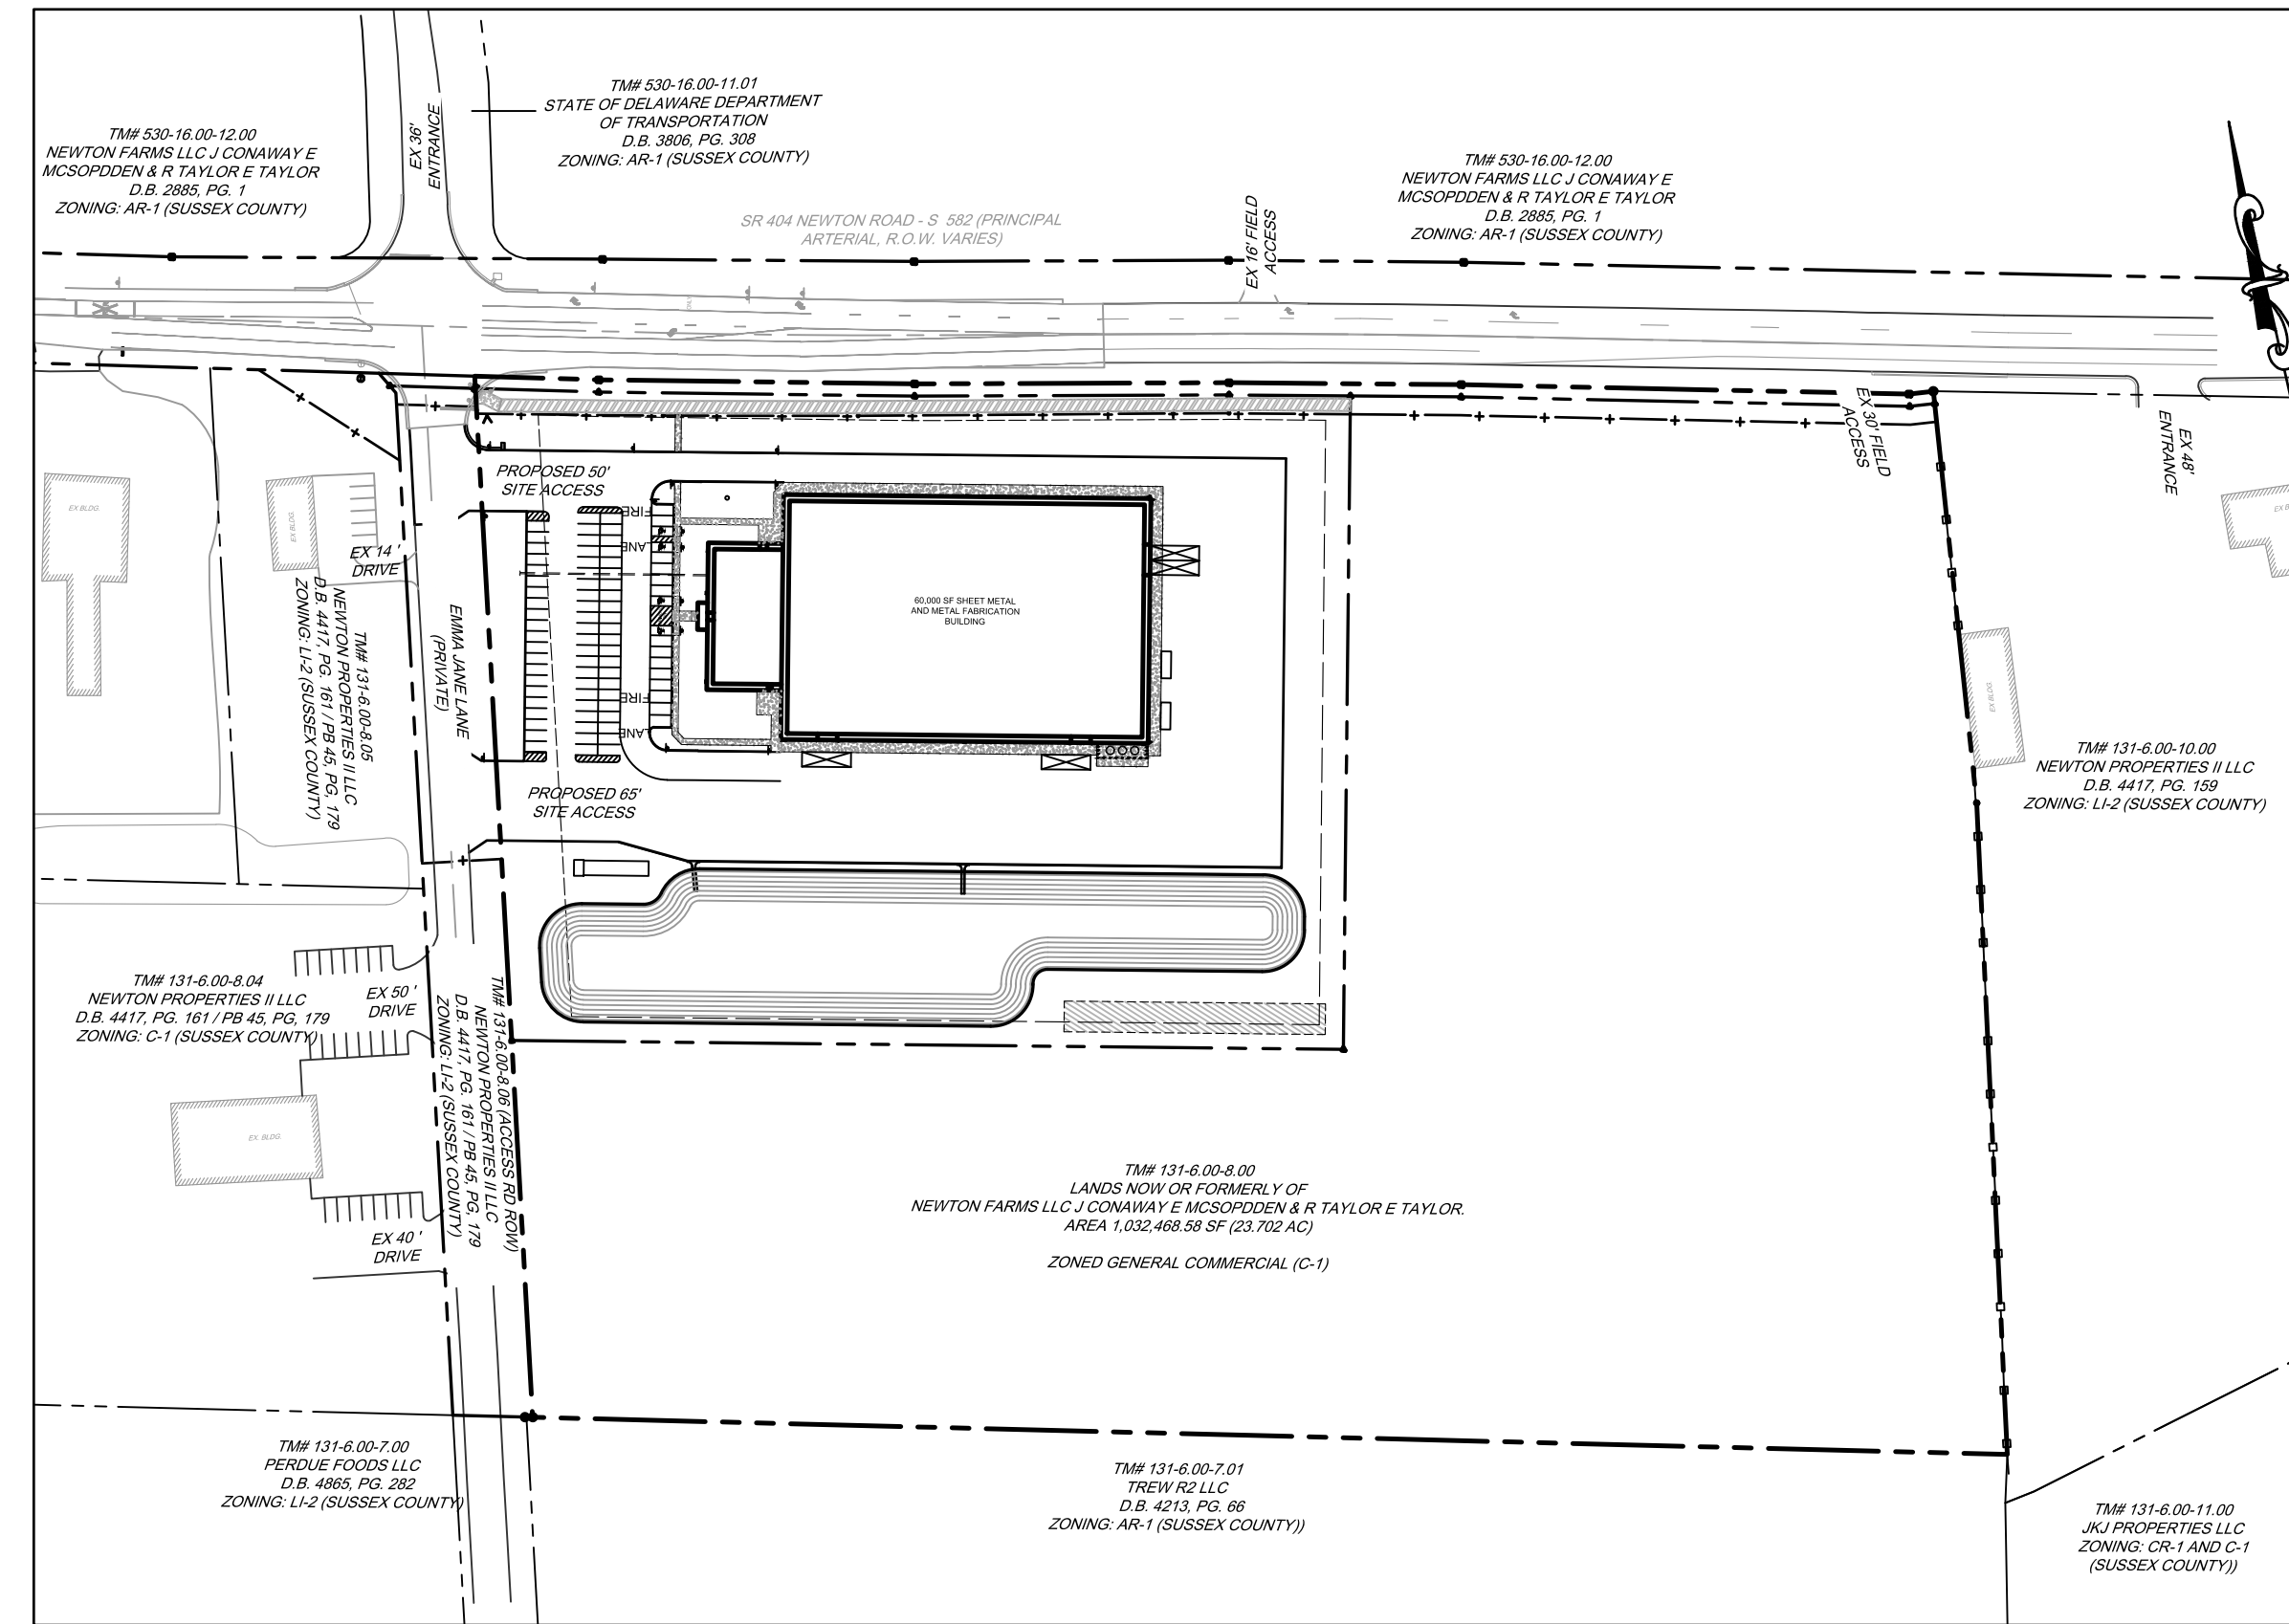 TM# 530-16.00-11.01
STATE OF DELAWARE DEPARTMENT
OF TRANSPORTATION
D.B. 3806, PG. 308
ZONING: AR-1 (SUSSEX COUNTY)
EX 36'
ENTRANCE
TM# 530-16.00-12.00
NEWTON FARMS LLC J CONAWAY E
MCSOPDDEN & R TAYLOR E TAYLOR
D.B. 2885, PG. 1
ZONING: AR-1 (SUSSEX COUNTY)
SR 404 NEWTON ROAD - S 582 (PRINCIPAL
ARTERIAL, R.O.W. VARIES)
EX 16' FIELD
ACCESS
TM# 530-16.00-12.00
NEWTON FARMS LLC J CONAWAY E
MCSOPDDEN & R TAYLOR E TAYLOR
D.B. 2885, PG. 1
ZONING: AR-1 (SUSSEX COUNTY)
ONLY
EX 30' FIELD
ACCESS
EX 48'
ENTRANCE
PROPOSED 50'
SITE ACCESS
FIRE
LANE
EX BLDG.
EX BLDG.
EX 14 '
DRIVE
60,000 SF SHEET METAL
AND METAL FABRICATION
BUILDING
TM# 131-6.00-8.05
NEWTON PROPERTIES II LLC
D.B. 4417, PG. 161 / PB 45, PG, 179
ZONING: LI-2 (SUSSEX COUNTY)
EMMA JANE LANE
(PRIVATE)
FIRE
LANE
EX BLDG.
PROPOSED 65'
SITE ACCESS
TM# 131-6.00-10.00
NEWTON PROPERTIES II LLC
D.B. 4417, PG. 159
ZONING: LI-2 (SUSSEX COUNTY)
TM# 131-6.00-8.04
NEWTON PROPERTIES II LLC
D.B. 4417, PG. 161 / PB 45, PG, 179
ZONING: C-1 (SUSSEX COUNTY)
EX 50 '
DRIVE
TM# 131-6.00-8.06 (ACCESS RD ROW)
NEWTON PROPERTIES II LLC
D.B. 4417, PG. 161 / PB 45, PG, 179
ZONING: LI-2 (SUSSEX COUNTY)
EX. BLDG.
EX 40 '
DRIVE
TM# 131-6.00-8.00
LANDS NOW OR FORMERLY OF
NEWTON FARMS LLC J CONAWAY E MCSOPDDEN & R TAYLOR E TAYLOR.
AREA 1,032,468.58 SF (23.702 AC)
ZONED GENERAL COMMERCIAL (C-1)
TM# 131-6.00-7.00
PERDUE FOODS LLC
D.B. 4865, PG. 282
ZONING: LI-2 (SUSSEX COUNTY)
TM# 131-6.00-7.01
TREW R2 LLC
D.B. 4213, PG. 66
ZONING: AR-1 (SUSSEX COUNTY))
TM# 131-6.00-11.00
JKJ PROPERTIES LLC
ZONING: CR-1 AND C-1
(SUSSEX COUNTY))